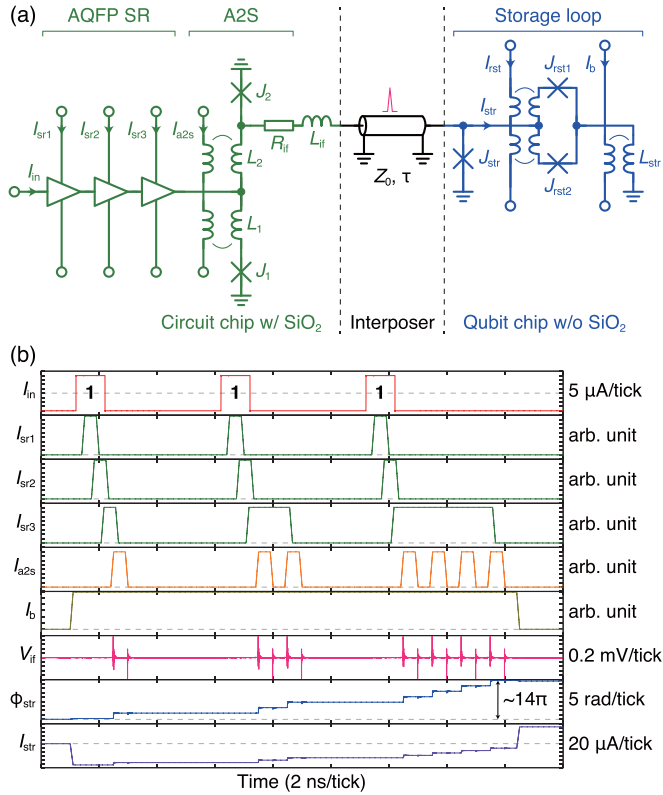 (a)
AQFP SR
A2S
Storage loop
I_sr1
I_sr2
I_sr3
I_a2s
I_in
J_2
L_2
R_if
L_if
L_1
J_1
Z_0, τ
I_rst
J_rst1
I_b
I_str
J_str
J_rst2
L_str
Circuit chip w/ SiO₂
Interposer
Qubit chip w/o SiO₂
(b)
I_in
1
1
1
5 μA/tick
I_sr1
arb. unit
I_sr2
arb. unit
I_sr3
arb. unit
I_a2s
arb. unit
I_b
arb. unit
V_if
0.2 mV/tick
Φ_str
~14π
5 rad/tick
I_str
20 μA/tick
Time (2 ns/tick)